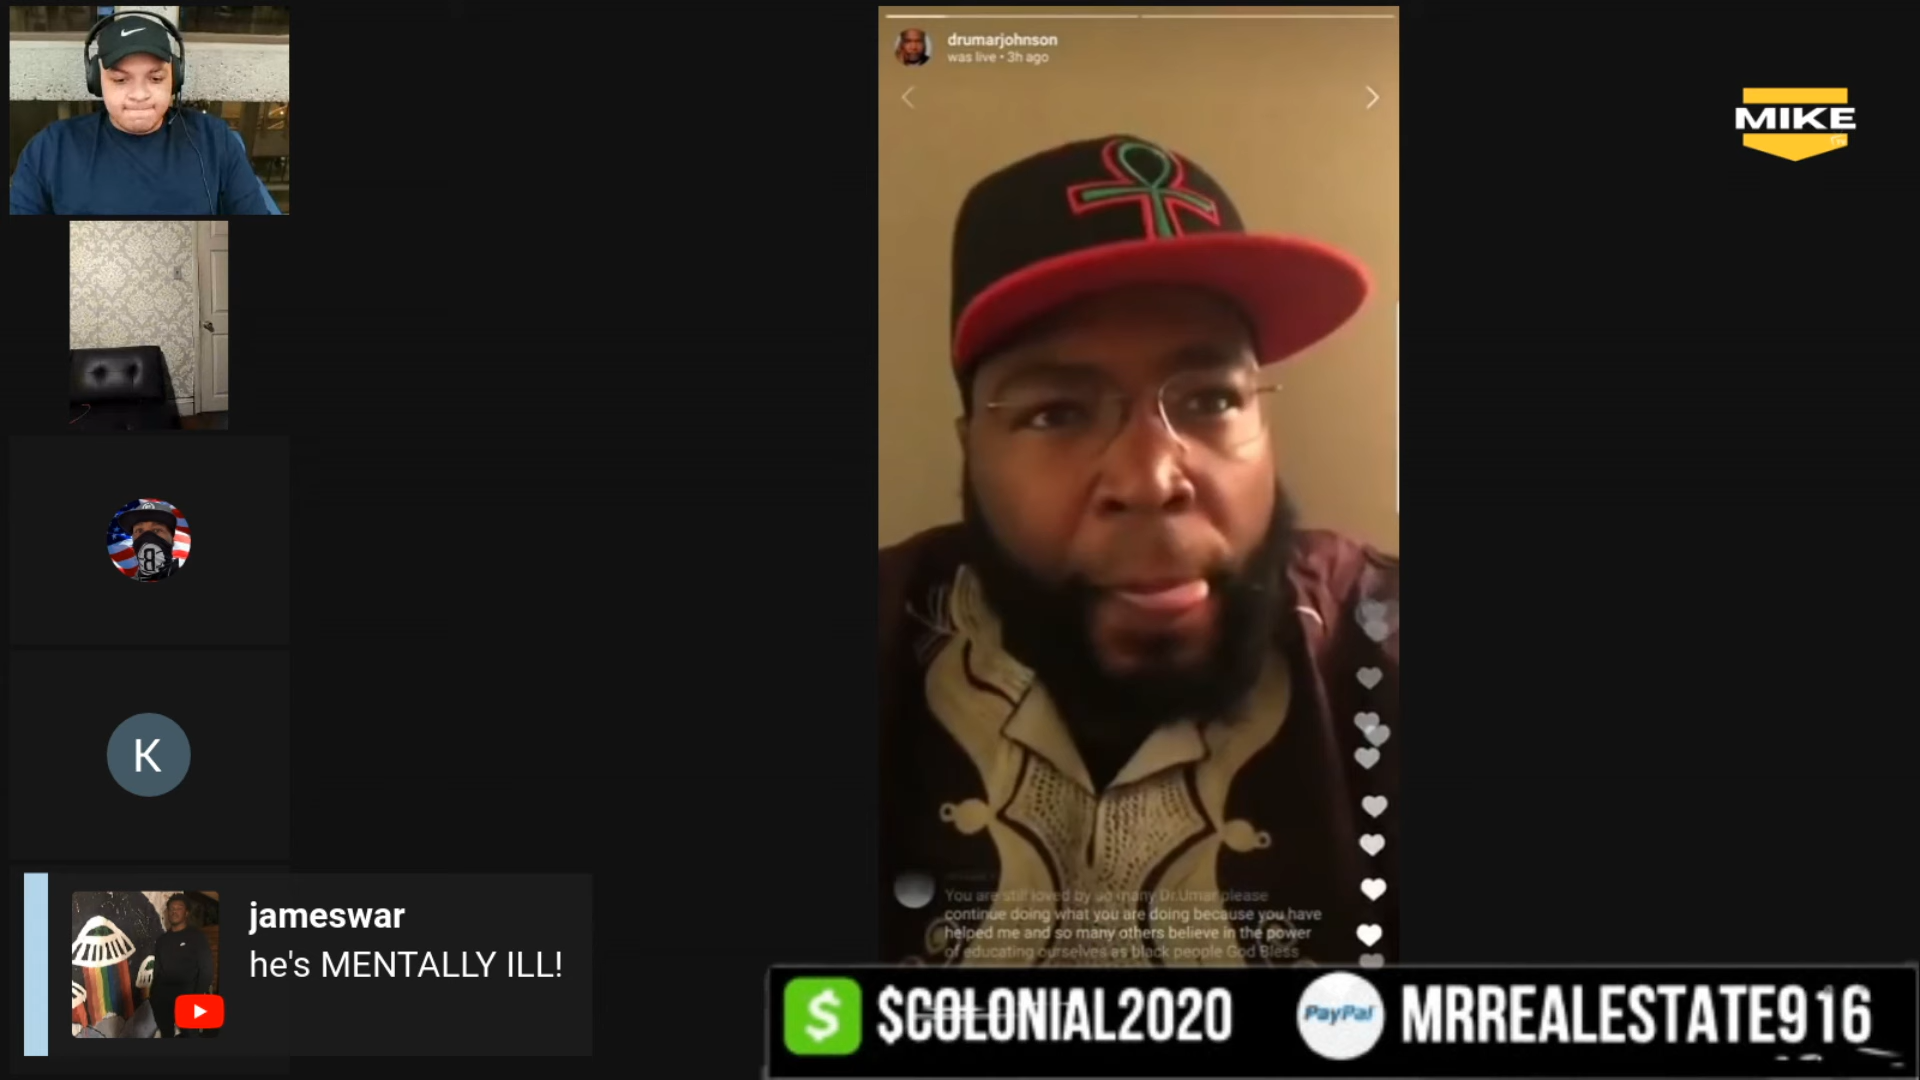 drumarjohnson
was live • 3h ago
MIKE
B
K
jameswar
he's MENTALLY ILL!
You are still loved by so many Dr.Umar please
continue doing what you are doing because you have
helped me and so many others believe in the power
of educating ourselves as black people God Bless
$COLONIAL2020
PayPal
MRREALESTATE916